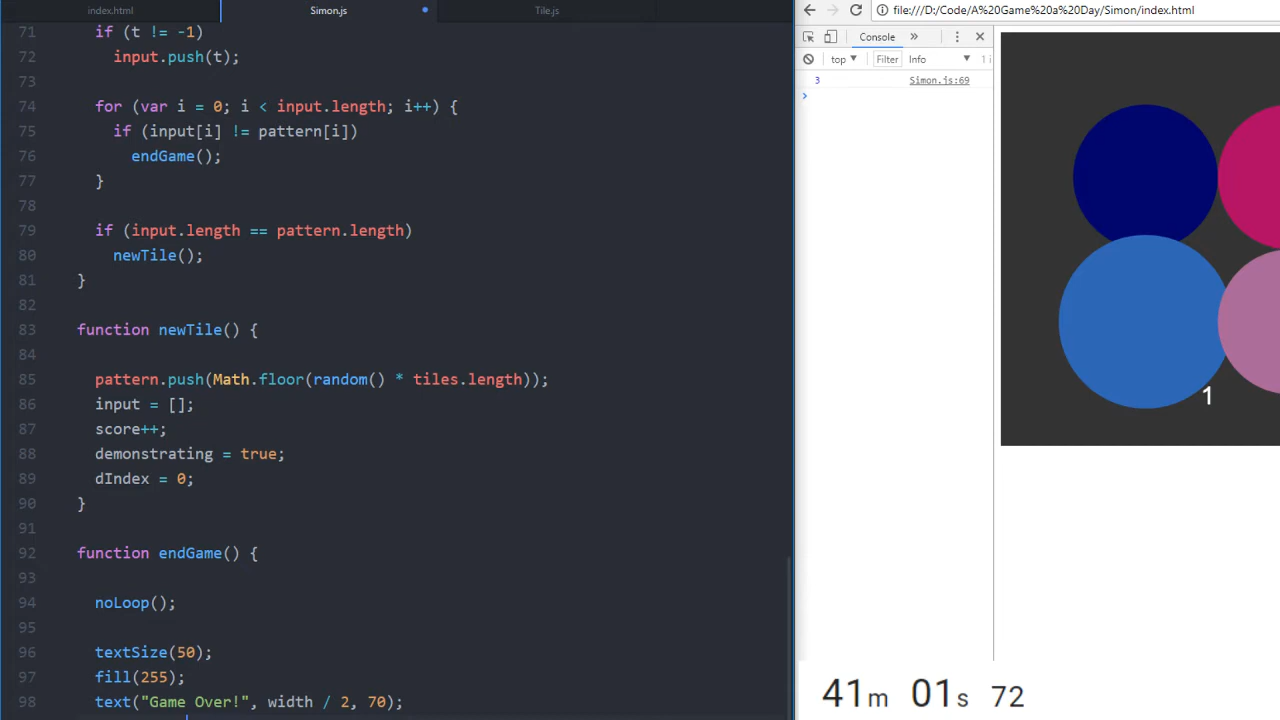 index.html Simon.js Tile.js
file:///D:/Code/A%20Game%20a%20Day/Simon/index.html
Console »
top ▼ Filter Info ▼ 1 i
3 Simon.js:69
71 if (t != -1)
72 input.push(t);
73
74 for (var i = 0; i < input.length; i++) {
75 if (input[i] != pattern[i])
76 endGame();
77 }
78
79 if (input.length == pattern.length)
80 newTile();
81 }
82
83 function newTile() {
84
85 pattern.push(Math.floor(random() * tiles.length));
86 input = [];
87 score++;
88 demonstrating = true;
89 dIndex = 0;
90 }
91
92 function endGame() {
93
94 noLoop();
95
96 textSize(50);
97 fill(255);
98 text("Game Over!", width / 2, 70);
1
41m 01s 72